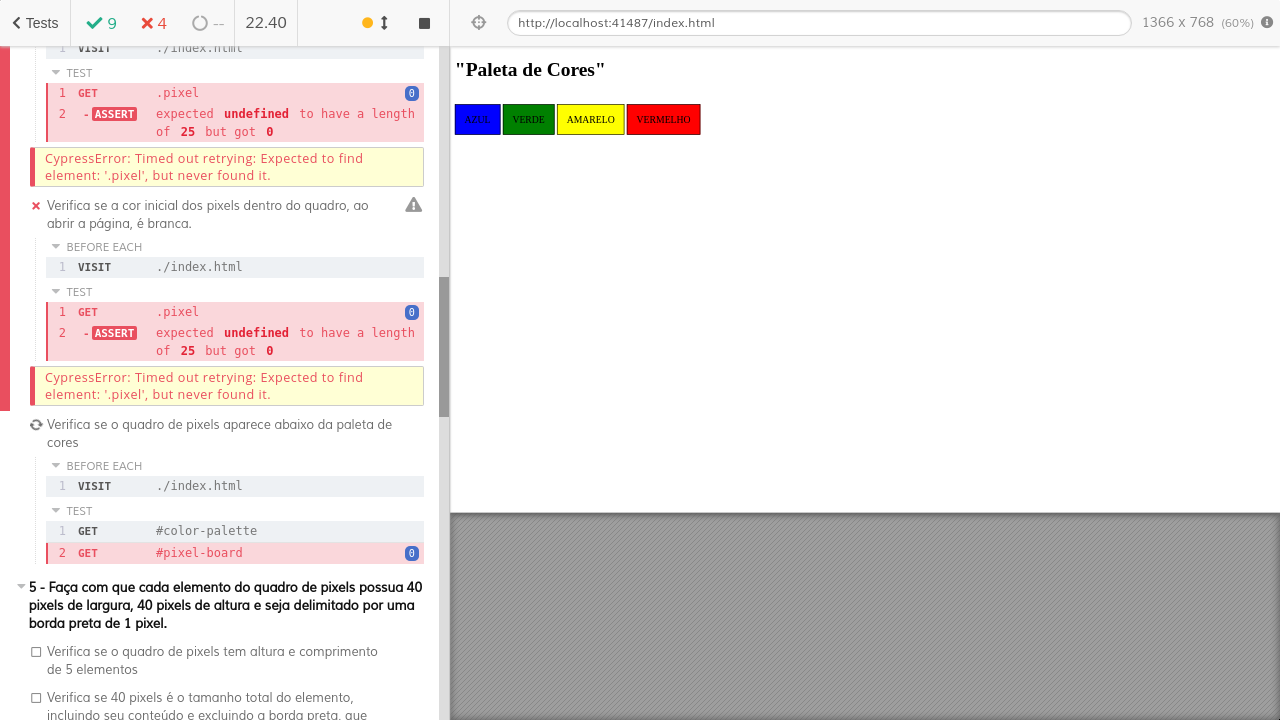 Tests
9
4
--
22.40
http://localhost:41487/index.html
1366 x 768 (60%)
1 VISIT ./index.html
TEST
1 GET .pixel 0
2 -ASSERT expected undefined to have a length
of 25 but got 0
CypressError: Timed out retrying: Expected to find
element: '.pixel', but never found it.
Verifica se a cor inicial dos pixels dentro do quadro, ao
abrir a página, é branca.
BEFORE EACH
1 VISIT ./index.html
TEST
1 GET .pixel 0
2 -ASSERT expected undefined to have a length
of 25 but got 0
CypressError: Timed out retrying: Expected to find
element: '.pixel', but never found it.
Verifica se o quadro de pixels aparece abaixo da paleta de
cores
BEFORE EACH
1 VISIT ./index.html
TEST
1 GET #color-palette
2 GET #pixel-board 0
5 - Faça com que cada elemento do quadro de pixels possua 40
pixels de largura, 40 pixels de altura e seja delimitado por uma
borda preta de 1 pixel.
Verifica se o quadro de pixels tem altura e comprimento
de 5 elementos
Verifica se 40 pixels é o tamanho total do elemento,
incluindo seu conteúdo e excluindo a borda preta, que
"Paleta de Cores"
AZUL VERDE AMARELO VERMELHO